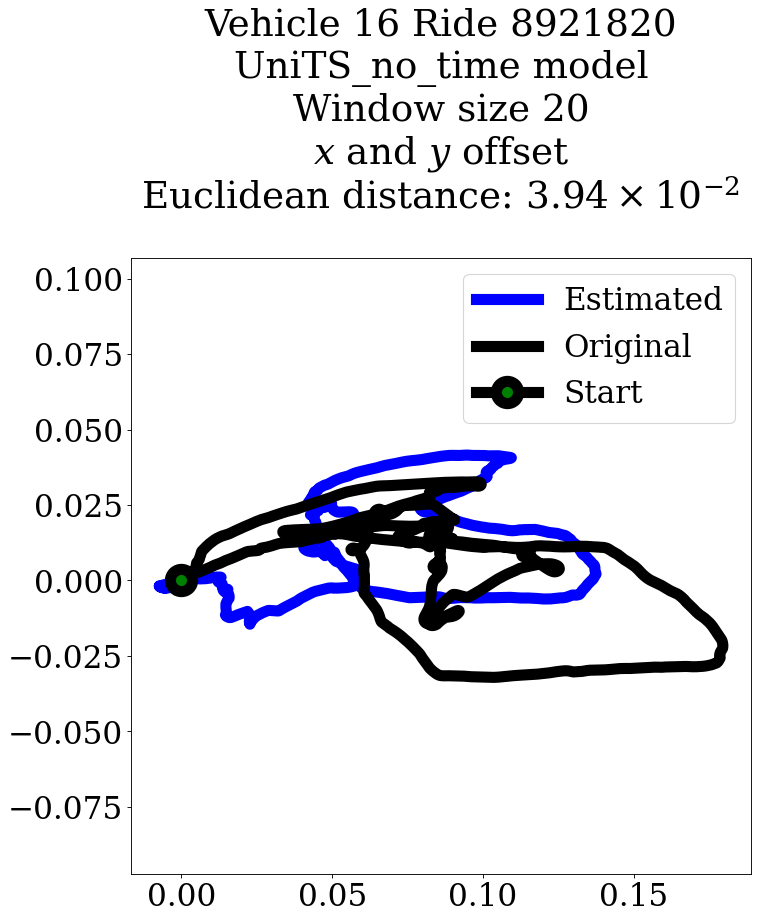 Vehicle 16 Ride 8921820
UniTS_no_time model
Window size 20
x and y offset
Euclidean distance: 3.94 × 10⁻²
Estimated
Original
Start
0.100
0.075
0.050
0.025
0.000
−0.025
−0.050
−0.075
0.00 0.05 0.10 0.15